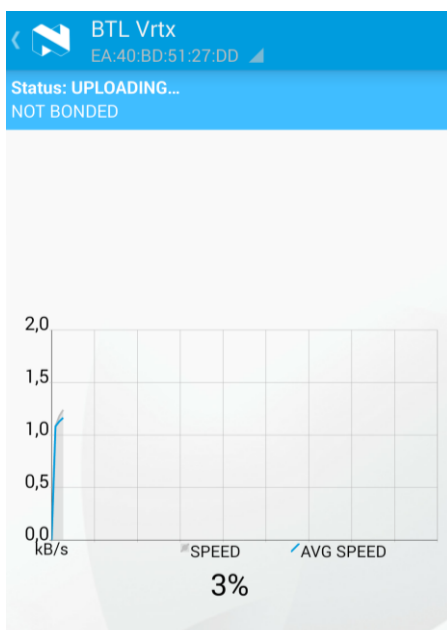 BTL Vrtx
EA:40:BD:51:27:DD
Status: UPLOADING...
NOT BONDED
2,0
1,5
1,0
0,5
0,0
kB/s
SPEED AVG SPEED
3%